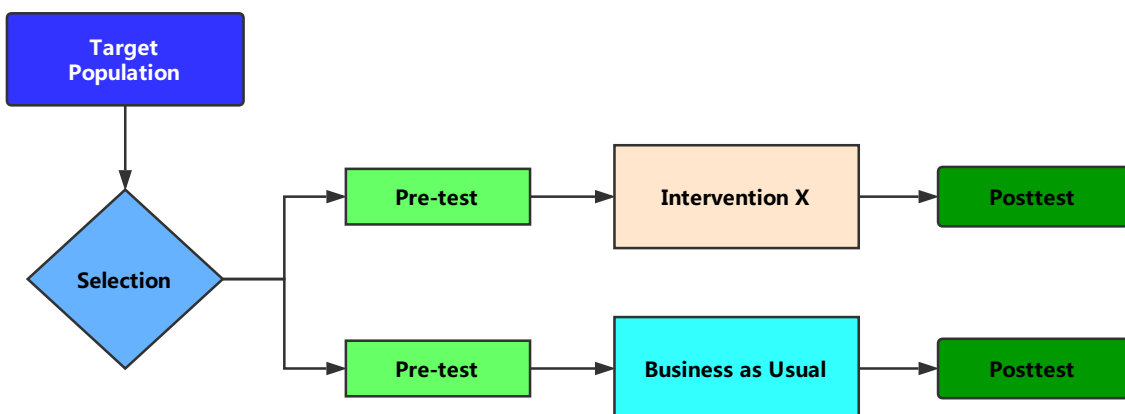 Target
Population
Selection
Pre-test
Intervention X
Posttest
Pre-test
Business as Usual
Posttest